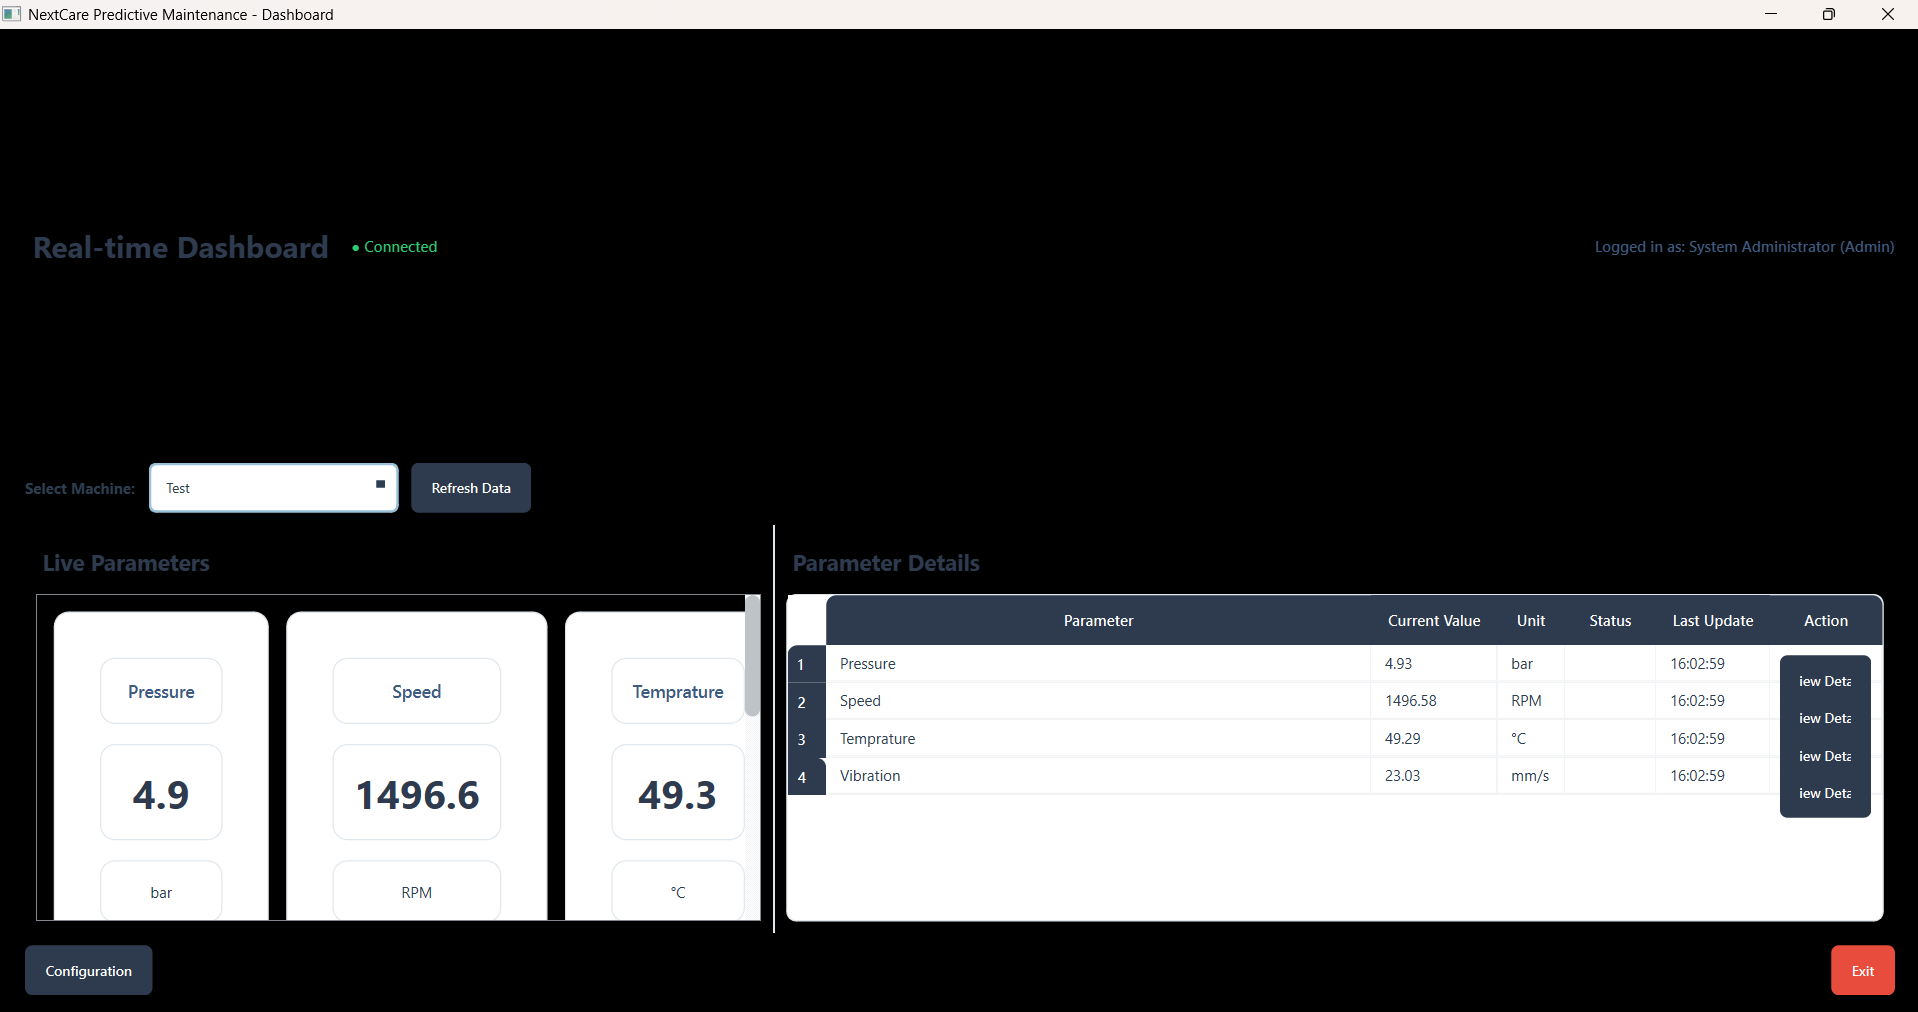 NextCare Predictive Maintenance - Dashboard
Real-time Dashboard ● Connected Logged in as: System Administrator (Admin)
Select Machine: Test Refresh Data
Live Parameters
Pressure Speed Temprature
4.9 1496.6 49.3
bar RPM °C
Parameter Details
Parameter Current Value Unit Status Last Update Action
1 Pressure 4.93 bar 16:02:59 iew Deta
2 Speed 1496.58 RPM 16:02:59 iew Deta
3 Temprature 49.29 °C 16:02:59 iew Deta
4 Vibration 23.03 mm/s 16:02:59 iew Deta
Configuration Exit